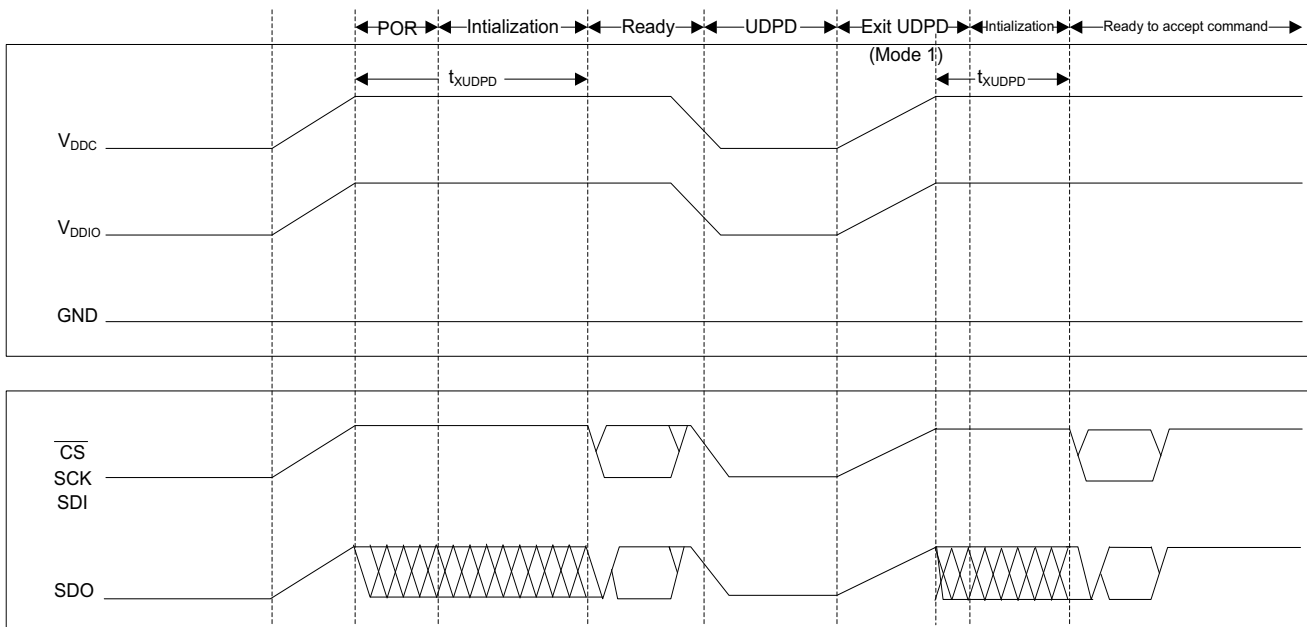 POR Intialization Ready UDPD Exit UDPD Intialization Ready to accept command
(Mode 1)
tXUDPD tXUDPD
VDDC
VDDIO
GND
CS
SCK
SDI
SDO